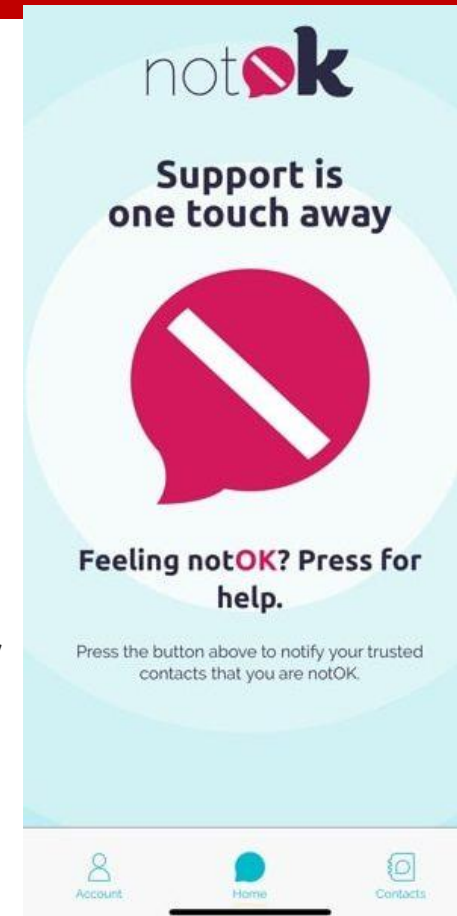 notok
Support is
one touch away
Feeling notOK? Press for
help.
Press the button above to notify your trusted
contacts that you are notOK.
Account
Home
Contacts